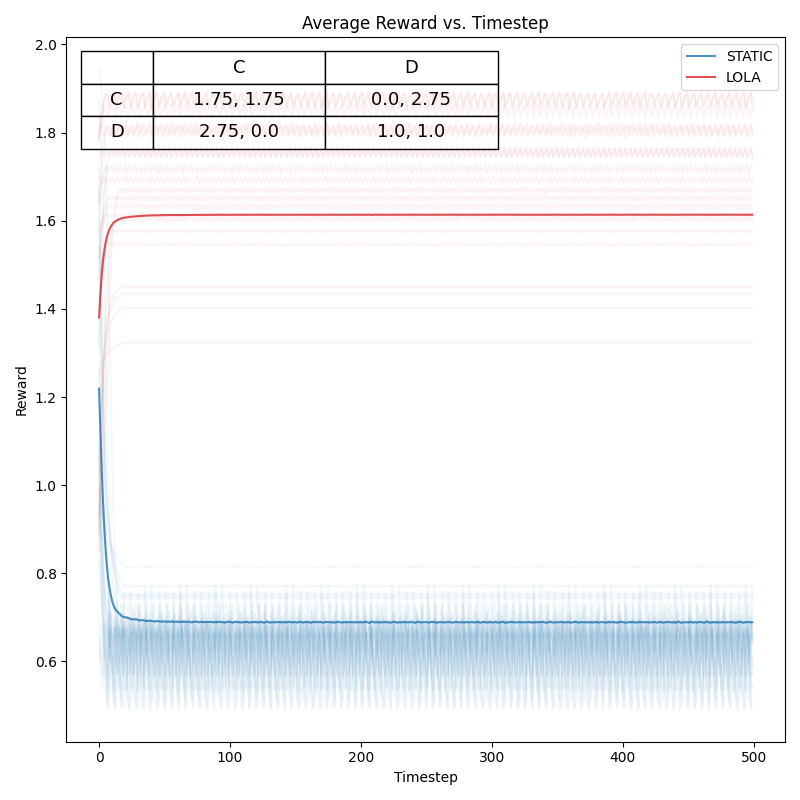 Average Reward vs. Timestep
2.0
1.8
1.6
1.4
1.2
1.0
0.8
0.6
Reward
C D
C 1.75, 1.75 0.0, 2.75
D 2.75, 0.0 1.0, 1.0
STATIC
LOLA
0 100 200 300 400 500
Timestep